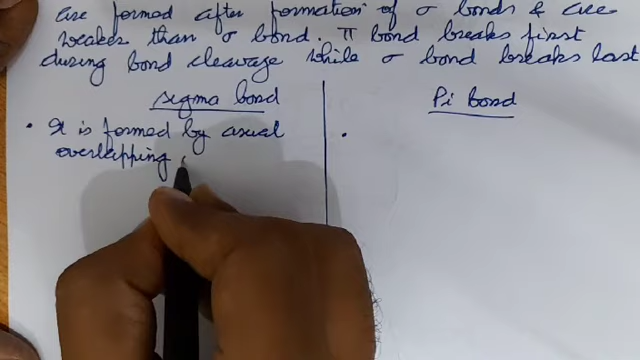 are formed after formation of σ bonds & are
weaker than σ bond. π bond breaks first
during bond cleavage while σ bond breaks last
sigma bond
Pi bond
• It is formed by axual
overlapping
•